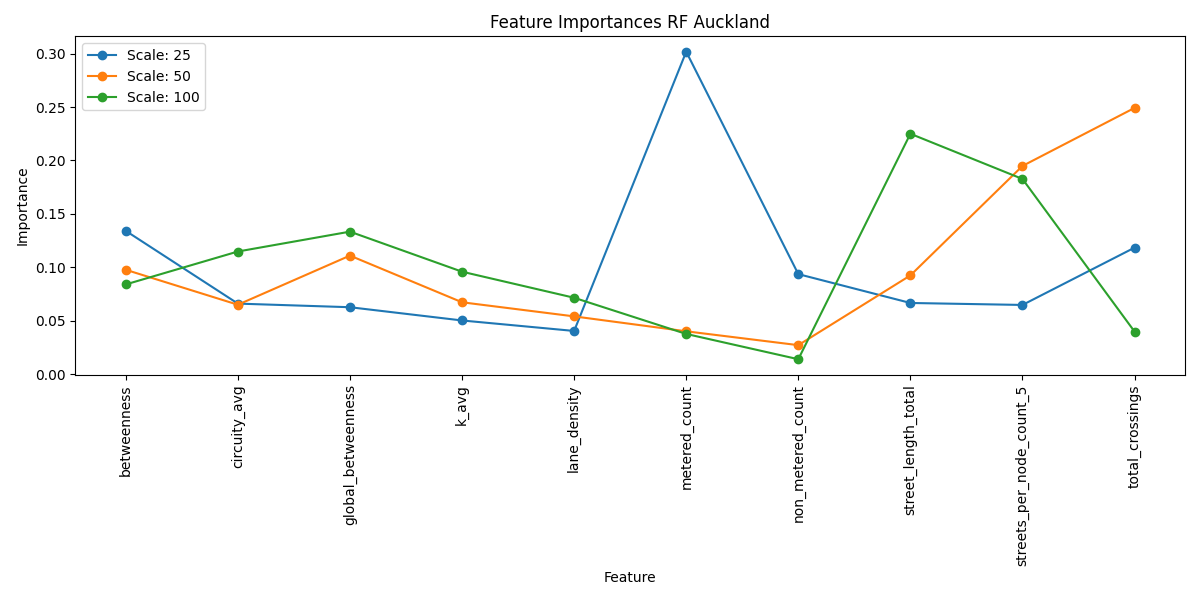 Feature Importances RF Auckland
Scale: 25
Scale: 50
Scale: 100
Importance
0.30
0.25
0.20
0.15
0.10
0.05
0.00
betweenness
circuity_avg
global_betweenness
k_avg
lane_density
metered_count
non_metered_count
street_length_total
streets_per_node_count_5
total_crossings
Feature